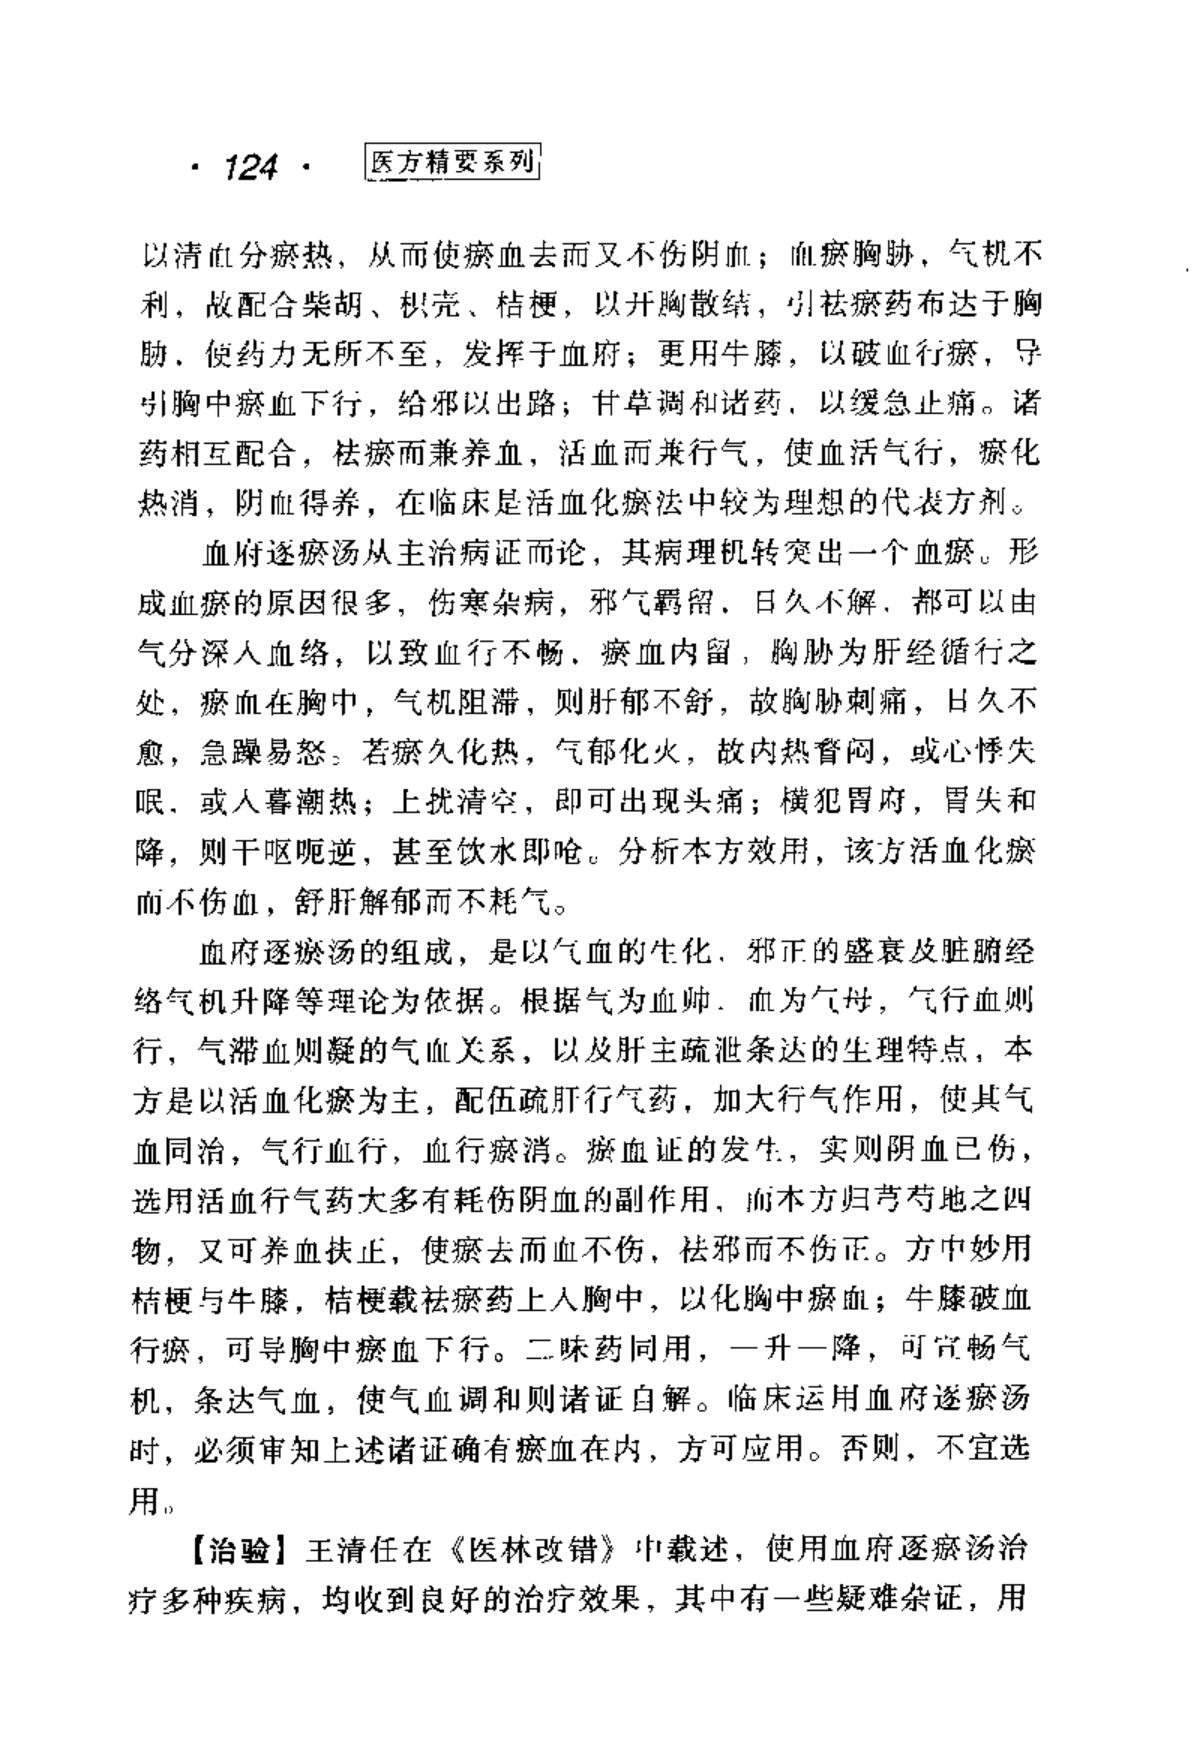 · 124 · 医方精要系列
以清血分瘀热，从而使瘀血去而又不伤阴血；血瘀胸胁，气机不
利，故配合柴胡、枳壳、桔梗，以开胸散结，引祛瘀药布达于胸
胁，使药力无所不至，发挥于血府；更用牛膝，以破血行瘀，导
引胸中瘀血下行，给邪以出路；甘草调和诸药，以缓急止痛。诸
药相互配合，祛瘀而兼养血，活血而兼行气，使血活气行，瘀化
热消，阴血得养，在临床是活血化瘀法中较为理想的代表方剂。
血府逐瘀汤从主治病证而论，其病理机转突出一个血瘀。形
成血瘀的原因很多，伤寒杂病，邪气羁留，日久不解，都可以由
气分深入血络，以致血行不畅，瘀血内留，胸胁为肝经循行之
处，瘀血在胸中，气机阻滞，则肝郁不舒，故胸胁刺痛，日久不
愈，急躁易怒。若瘀久化热，气郁化火，故内热瞀闷，或心悸失
眠，或入暮潮热；上扰清空，即可出现头痛；横犯胃府，胃失和
降，则干呕呃逆，甚至饮水即呛。分析本方效用，该方活血化瘀
而不伤血，舒肝解郁而不耗气。
血府逐瘀汤的组成，是以气血的生化，邪正的盛衰及脏腑经
络气机升降等理论为依据。根据气为血帅，血为气母，气行血则
行，气滞血则凝的气血关系，以及肝主疏泄条达的生理特点，本
方是以活血化瘀为主，配伍疏肝行气药，加大行气作用，使其气
血同治，气行血行，血行瘀消。瘀血证的发生，实则阴血已伤，
选用活血行气药大多有耗伤阴血的副作用，而本方归芎芍地之四
物，又可养血扶正，使瘀去而血不伤，祛邪而不伤正。方中妙用
桔梗与牛膝，桔梗载祛瘀药上入胸中，以化胸中瘀血；牛膝破血
行瘀，可导胸中瘀血下行。二味药同用，一升一降，可宣畅气
机，条达气血，使气血调和则诸证自解。临床运用血府逐瘀汤
时，必须审知上述诸证确有瘀血在内，方可应用。否则，不宜选
用。
【治验】王清任在《医林改错》中载述，使用血府逐瘀汤治
疗多种疾病，均收到良好的治疗效果，其中有一些疑难杂证，用